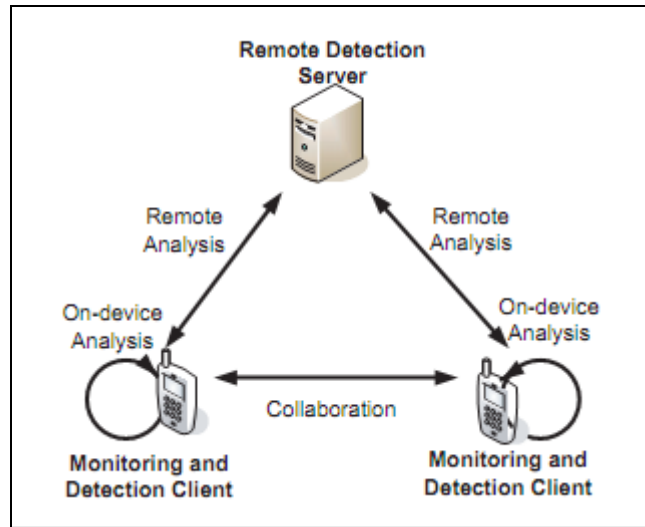 Remote Detection
Server
Remote
Analysis
Remote
Analysis
On-device
Analysis
On-device
Analysis
Collaboration
Monitoring and
Detection Client
Monitoring and
Detection Client